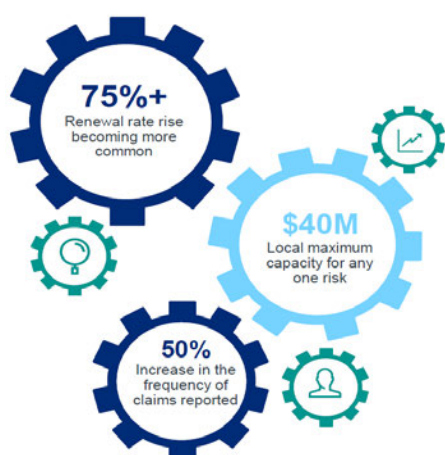 75%+
Renewal rate rise
becoming more
common
$40M
Local maximum
capacity for any
one risk
50%
Increase in the
frequency of
claims reported